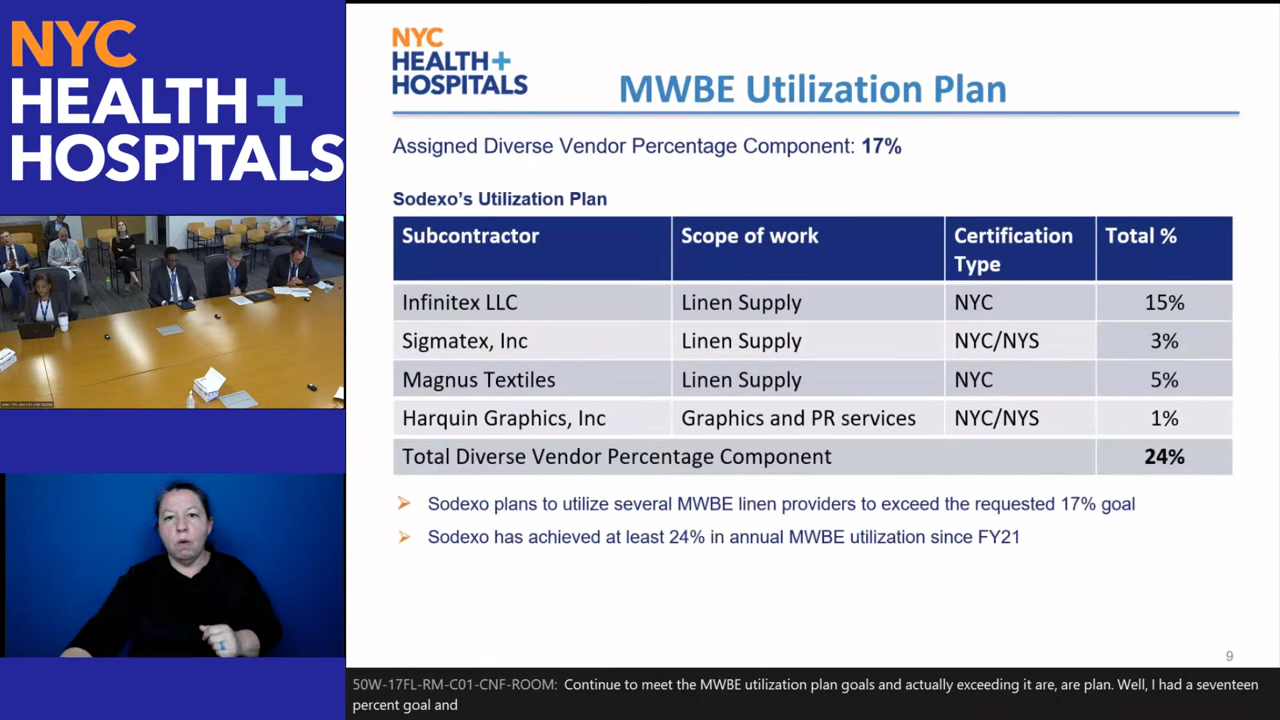 NYC
HEALTH+
HOSPITALS
NYC
HEALTH+
HOSPITALS
MWBE Utilization Plan
Assigned Diverse Vendor Percentage Component: 17%
Sodexo's Utilization Plan
Subcontractor Scope of work Certification Type Total %
Infinitex LLC Linen Supply NYC 15%
Sigmatex, Inc Linen Supply NYC/NYS 3%
Magnus Textiles Linen Supply NYC 5%
Harquin Graphics, Inc Graphics and PR services NYC/NYS 1%
Total Diverse Vendor Percentage Component 24%
Sodexo plans to utilize several MWBE linen providers to exceed the requested 17% goal
Sodexo has achieved at least 24% in annual MWBE utilization since FY21
9
50W-17FL-RM-C01-CNF-ROOM: Continue to meet the MWBE utilization plan goals and actually exceeding it are, are plan. Well, I had a seventeen
percent goal and